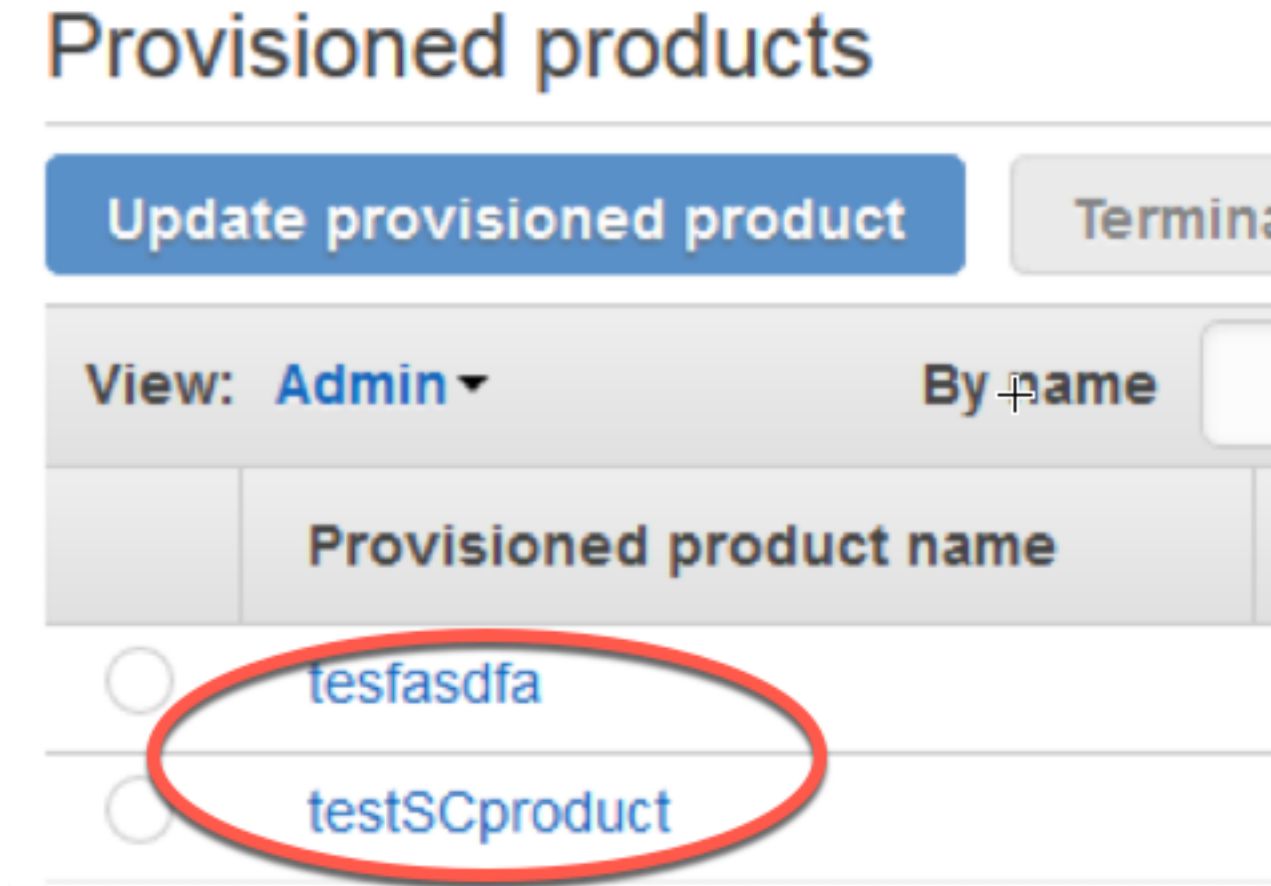 Provisioned products
Update provisioned product
View: Admin By name
Provisioned product name
tesfasdfa
testSCproduct